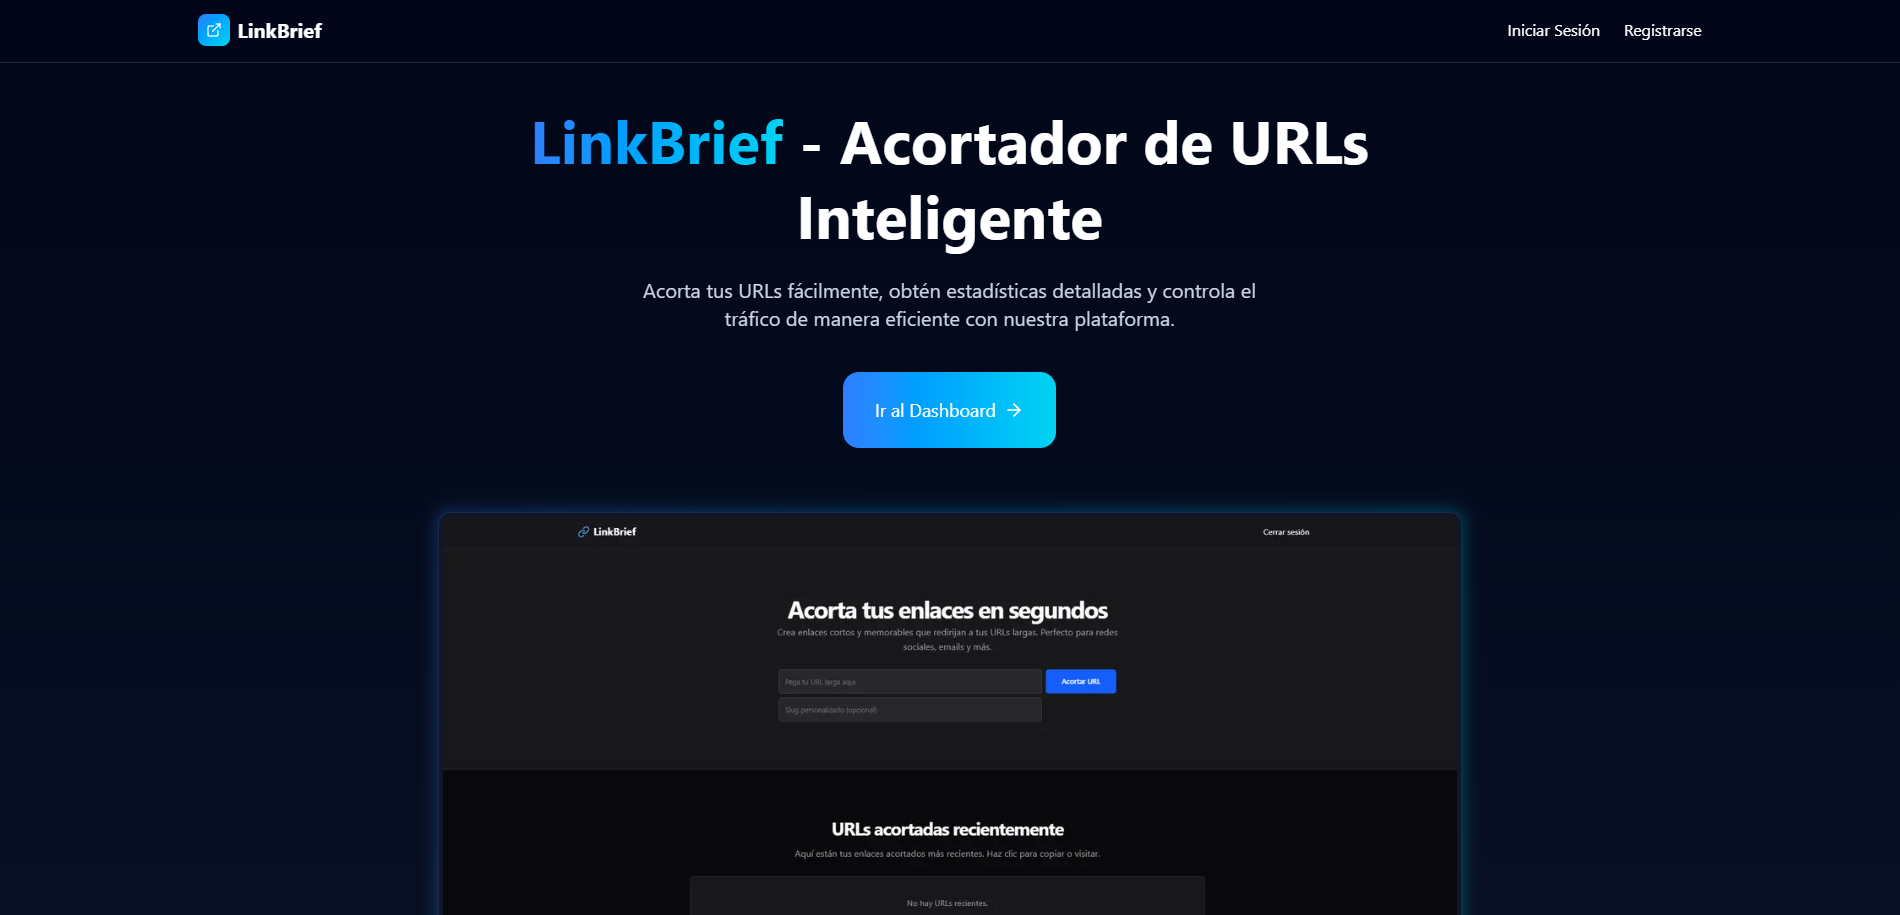 LinkBrief
Iniciar Sesión
Registrarse
LinkBrief - Acortador de URLs
Inteligente
Acorta tus URLs fácilmente, obtén estadísticas detalladas y controla el
tráfico de manera eficiente con nuestra plataforma.
Ir al Dashboard
LinkBrief
Cerrar sesión
Acorta tus enlaces en segundos
Crea enlaces cortos y memorables que redirijan a tus URLs largas. Perfecto para redes
sociales, emails y más.
Pega tu URL larga aquí
Acortar URL
Slug personalizado (opcional)
URLs acortadas recientemente
Aquí están tus enlaces acortados más recientes. Haz clic para copiar o visitar.
No hay URLs recientes.